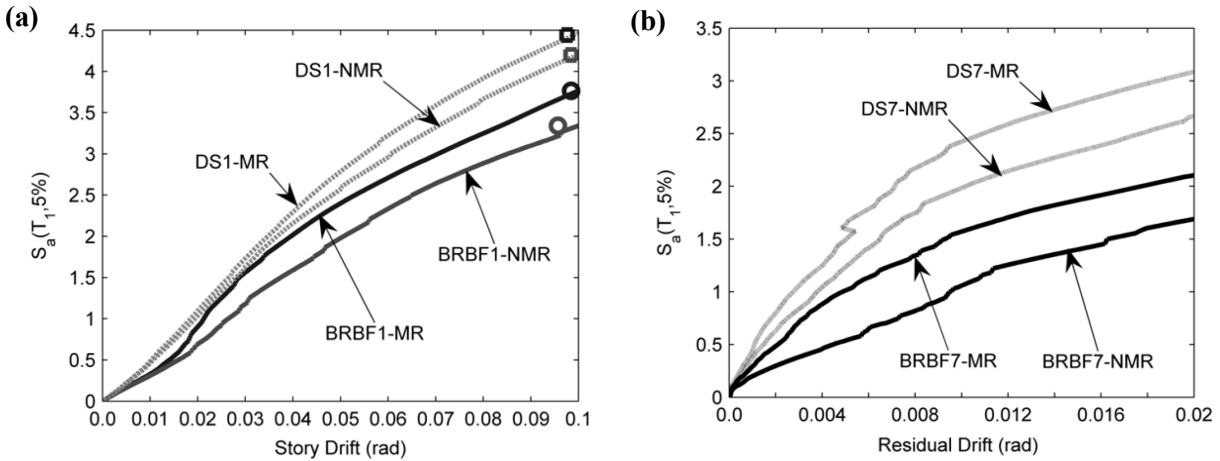 (a)
4.5
4
3.5
3
2.5
2
1.5
1
0.5
0
Sa(T1,5%)
DS1-NMR
DS1-MR
BRBF1-NMR
BRBF1-MR
0.0 0.01 0.02 0.03 0.04 0.05 0.06 0.07 0.08 0.09 0.1
Story Drift (rad)
(b)
3.5
3
2.5
2
1.5
1
0.5
0
Sa(T1,5%)
DS7-MR
DS7-NMR
BRBF7-MR
BRBF7-NMR
0.0 0.004 0.008 0.012 0.016 0.02
Residual Drift (rad)